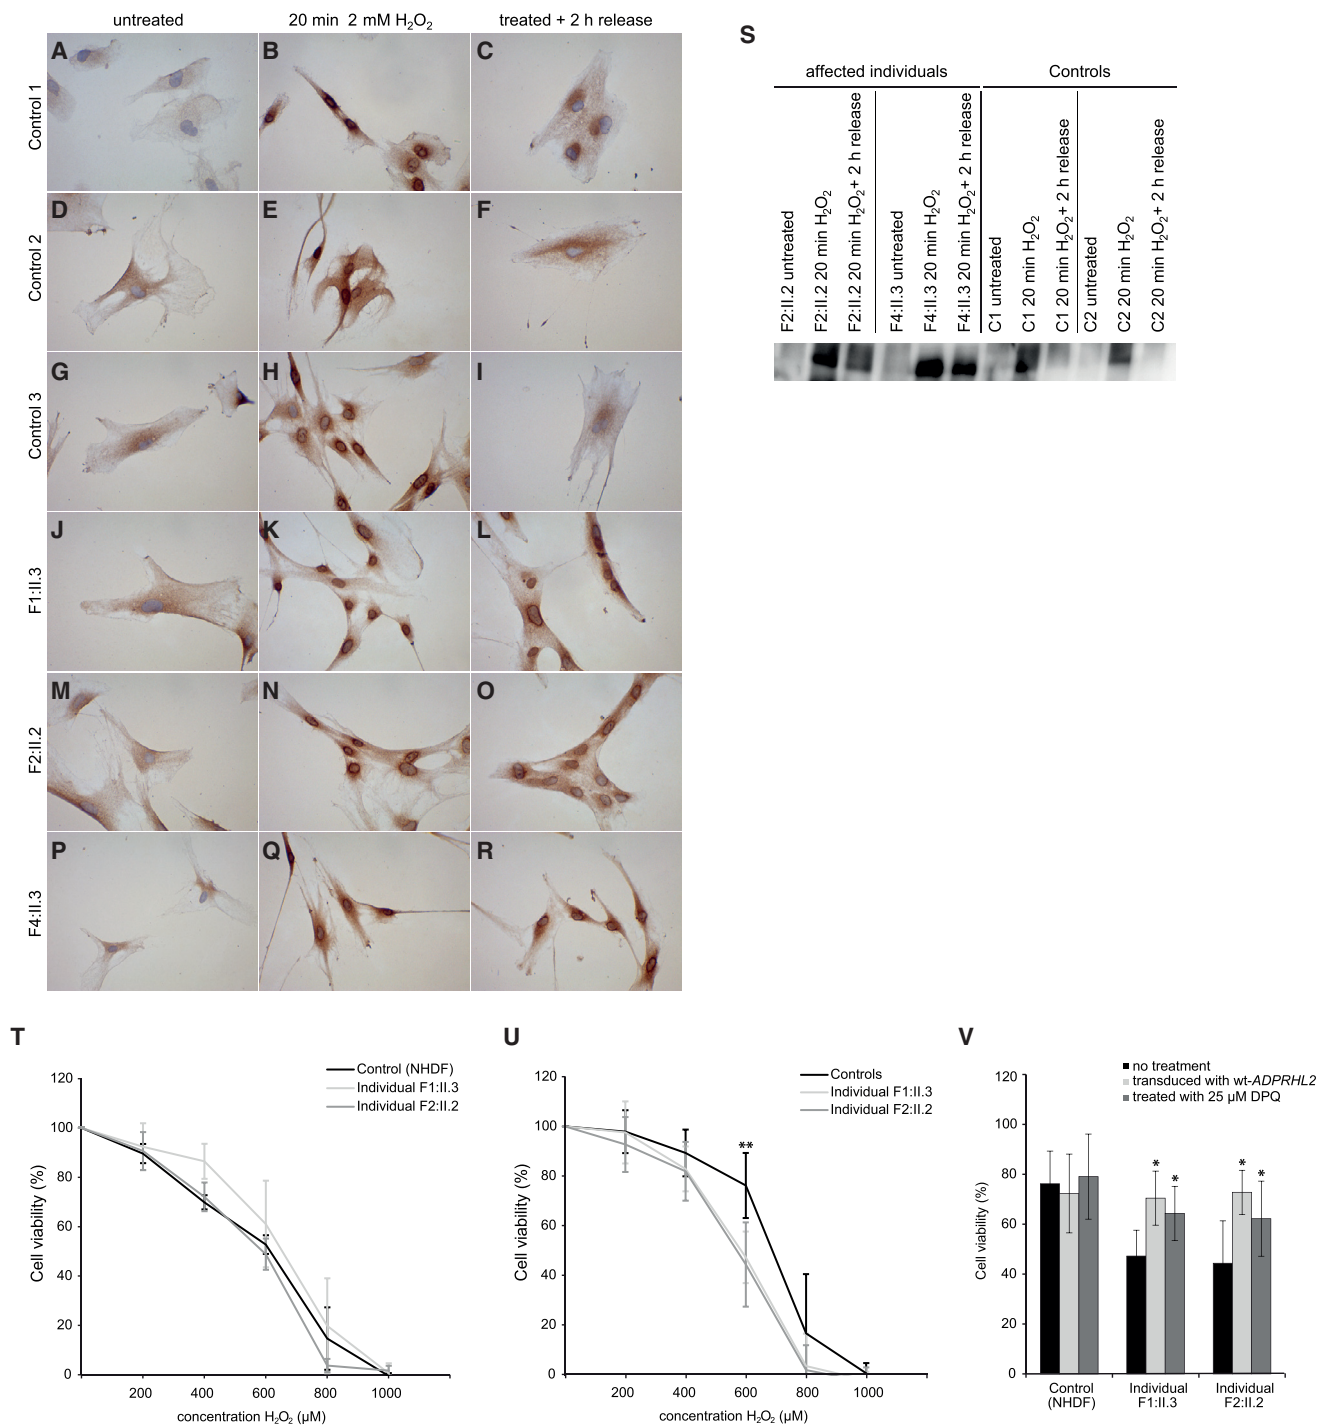 untreated
20 min 2 mM H₂O₂
treated + 2 h release
Control 1
A
B
C
Control 2
D
E
F
Control 3
G
H
I
F1:II.3
J
K
L
F2:II.2
M
N
O
F4:II.3
P
Q
R
S
affected individuals
Controls
F2:II.2 untreated
F2:II.2 20 min H₂O₂
F2:II.2 20 min H₂O₂+ 2 h release
F4:II.3 untreated
F4:II.3 20 min H₂O₂
F4:II.3 20 min H₂O₂+ 2 h release
C1 untreated
C1 20 min H₂O₂
C1 20 min H₂O₂+ 2 h release
C2 untreated
C2 20 min H₂O₂
C2 20 min H₂O₂+ 2 h release
T
Control (NHDF)
Individual F1:II.3
Individual F2:II.2
Cell viability (%)
120
100
80
60
40
20
0
200 400 600 800 1000
concentration H₂O₂ (µM)
U
Controls
Individual F1:II.3
Individual F2:II.2
**
Cell viability (%)
120
100
80
60
40
20
0
200 400 600 800 1000
concentration H₂O₂ (µM)
V
no treatment
transduced with wt-ADPRHL2
treated with 25 µM DPQ
Cell viability (%)
120
100
80
60
40
20
0
* * * *
Control (NHDF)
Individual F1:II.3
Individual F2:II.2